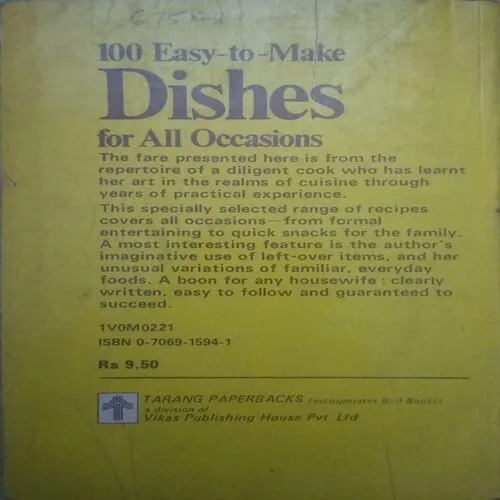 100 Easy-to-Make
Dishes
for All Occasions
The fare presented here is from the
repertoire of a diligent cook who has learnt
her art in the realms of cuisine through
years of practical experience.
This specially selected range of recipes
covers all occasions—from formal
entertaining to quick snacks for the family.
A most interesting feature is the author's
imaginative use of left-over items, and her
unusual variations of familiar, everyday
foods. A boon for any housewife : clearly
written, easy to follow and guaranteed to
succeed.
1V0M0221
ISBN 0-7069-1594-1
Rs 9.50
TARANG PAPERBACKS (incorporates Bell Books)
a division of
Vikas Publishing House Pvt Ltd